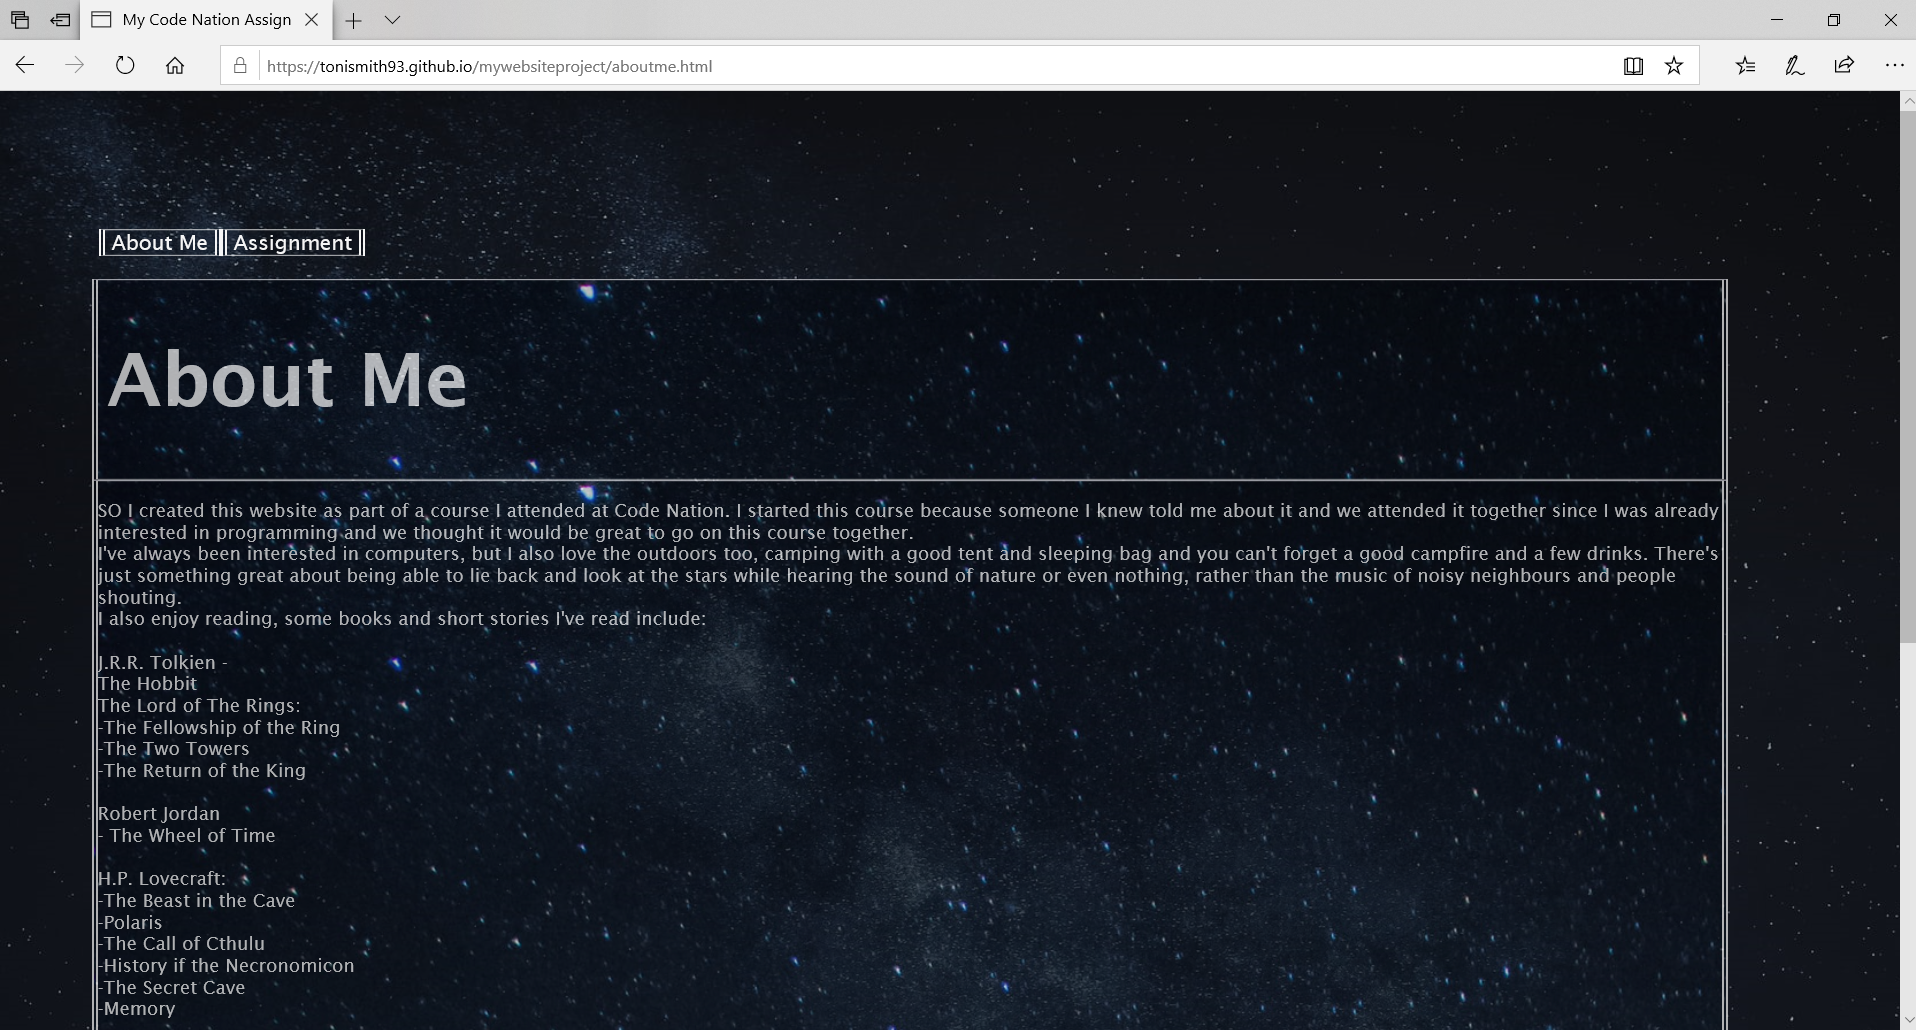 My Code Nation Assign
https://tonismith93.github.io/mywebsiteproject/aboutme.html
About Me Assignment
About Me
SO I created this website as part of a course I attended at Code Nation. I started this course because someone I knew told me about it and we attended it together since I was already
interested in programming and we thought it would be great to go on this course together.
I've always been interested in computers, but I also love the outdoors too, camping with a good tent and sleeping bag and you can't forget a good campfire and a few drinks. There's
just something great about being able to lie back and look at the stars while hearing the sound of nature or even nothing, rather than the music of noisy neighbours and people
shouting.
I also enjoy reading, some books and short stories I've read include:
J.R.R. Tolkien -
The Hobbit
The Lord of The Rings:
-The Fellowship of the Ring
-The Two Towers
-The Return of the King
Robert Jordan
- The Wheel of Time
H.P. Lovecraft:
-The Beast in the Cave
-Polaris
-The Call of Cthulu
-History if the Necronomicon
-The Secret Cave
-Memory